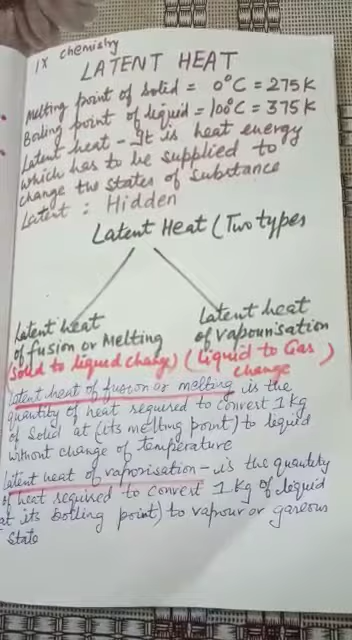 IX chemistry
LATENT HEAT
Melting point of solid = 0°C = 275K
Boiling point of liquid = 100°C = 375K
Latent heat - It is heat energy
which has to be supplied to
change the states of substance
Latent : Hidden
Latent Heat (Two types
Latent heat
of fusion or Melting
(Solid to liquid change)
Latent heat
of vapounisation
(Liquid to Gas
change )
Latent heat of fusion or melting is the
quantity of heat required to convert 1 kg
of solid at (its melting point) to liquid
without change of temperature
Latent heat of vaporisation - is the quantity
of heat required to convert 1 kg of liquid
at its boiling point) to vapour or gaseous
state